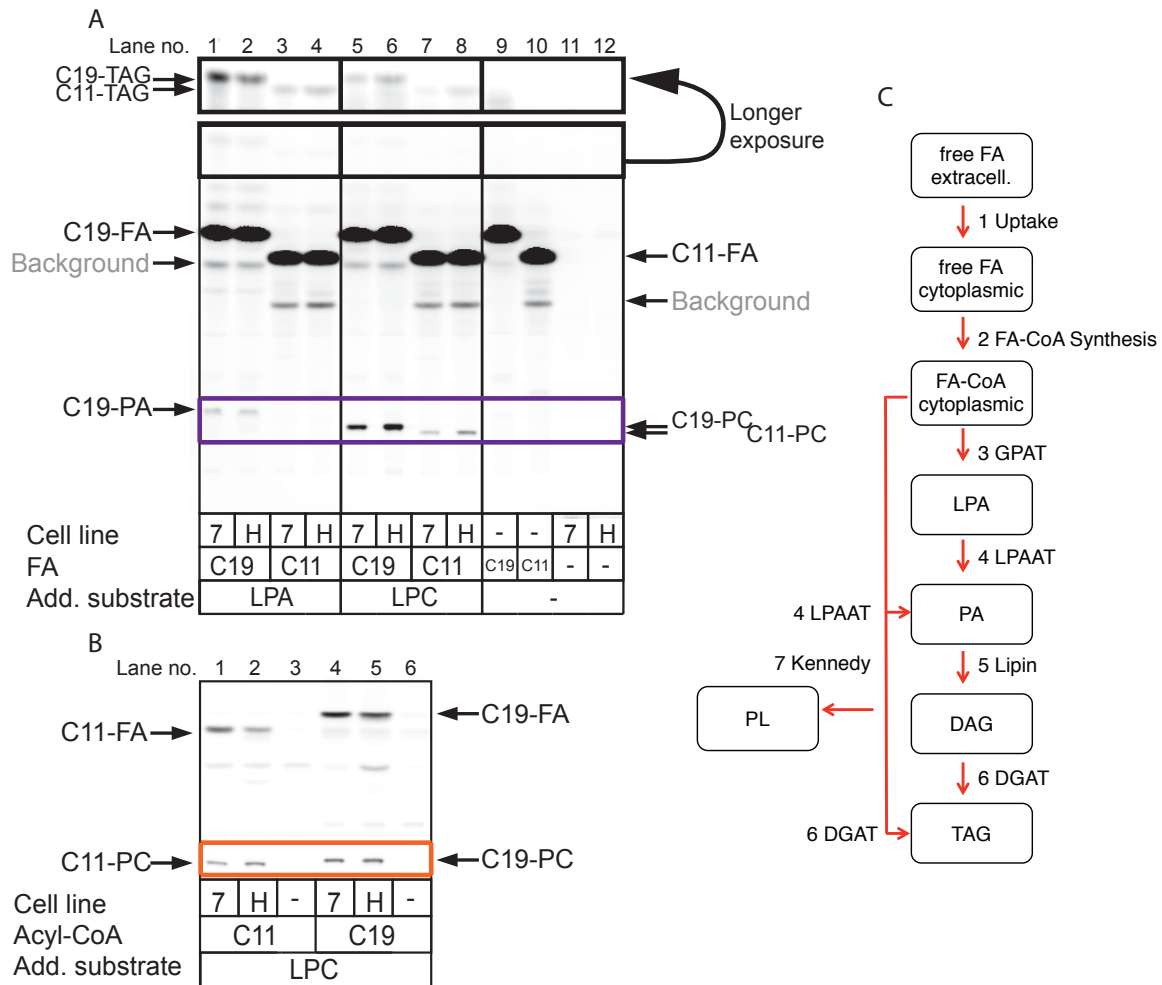 A
Lane no. 1 2 3 4 5 6 7 8 9 10 11 12
C19-TAG
C11-TAG
Longer
exposure
C19-FA
Background
C11-FA
Background
C19-PA
C19-PC
C11-PC
Cell line 7 H 7 H 7 H 7 H - - 7 H
FA C19 C11 C19 C11 C19 C11 - -
Add. substrate LPA LPC -
B
Lane no. 1 2 3 4 5 6
C19-FA
C11-FA
C11-PC
C19-PC
Cell line 7 H - 7 H -
Acyl-CoA C11 C19
Add. substrate LPC
C
free FA
extracell.
1 Uptake
free FA
cytoplasmic
2 FA-CoA Synthesis
FA-CoA
cytoplasmic
3 GPAT
LPA
4 LPAAT
4 LPAAT
PA
7 Kennedy
5 Lipin
PL
DAG
6 DGAT
6 DGAT
TAG